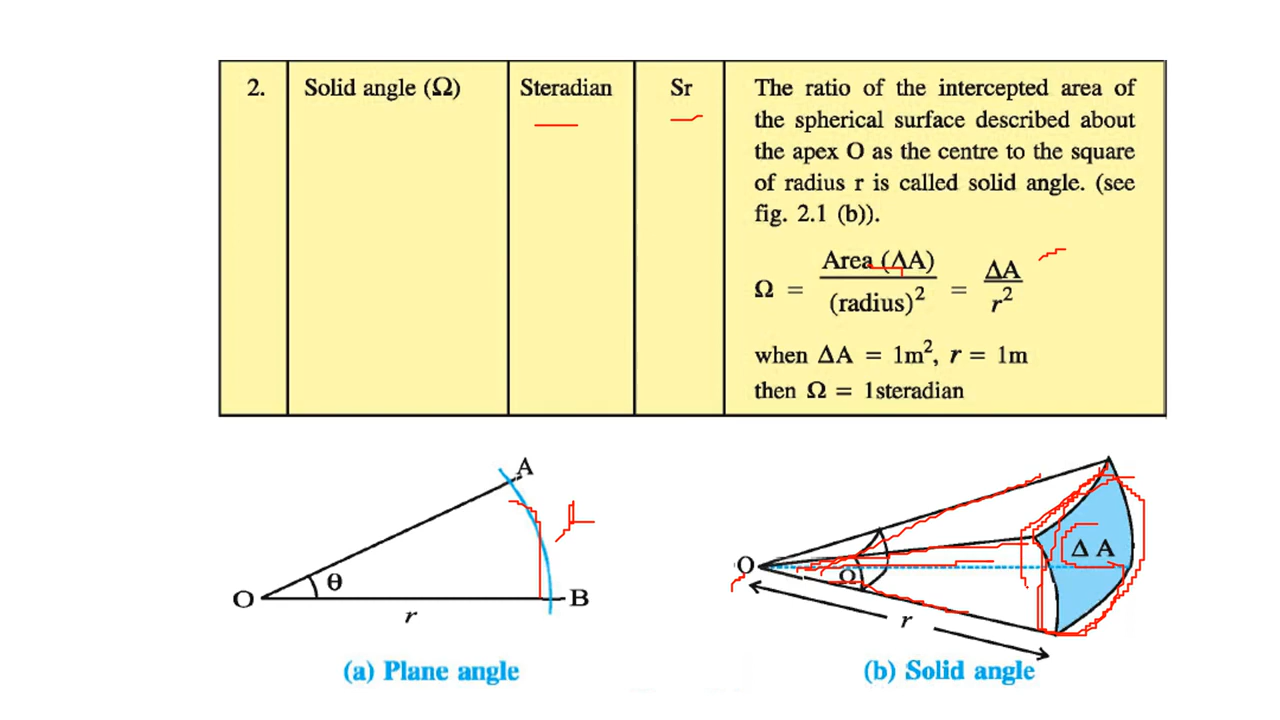 2. Solid angle (Ω) Steradian Sr The ratio of the intercepted area of
the spherical surface described about
the apex O as the centre to the square
of radius r is called solid angle. (see
fig. 2.1 (b)).
Ω = Area (ΔA) / (radius)² = ΔA / r²
when ΔA = 1m², r = 1m
then Ω = 1steradian
A
θ
O
B
r
O
Ω
ΔA
r
(a) Plane angle
(b) Solid angle